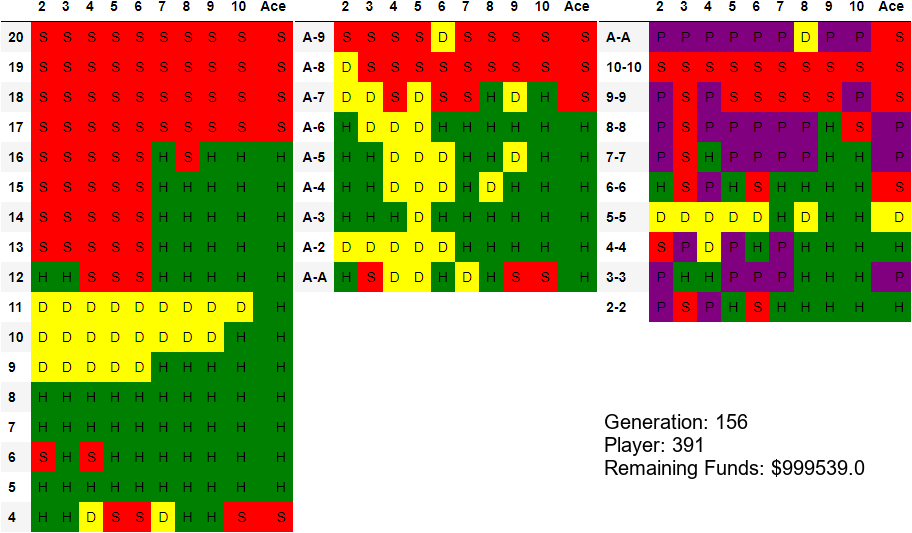 2 3 4 5 6 7 8 9 10 Ace
20 S S S S S S S S S S
19 S S S S S S S S S S
18 S S S S S S S S S S
17 S S S S S S S S S S
16 S S S S S H S H H H
15 S S S S S H H H H H
14 S S S S S H H H H H
13 S S S S S H H H H H
12 H H S S S H H H H H
11 D D D D D D D D D H
10 D D D D D D D D H H
9 D D D D D H H H H H
8 H H H H H H H H H H
7 H H H H H H H H H H
6 S H S H H H H H H H
5 H H H H H H H H H H
4 H H D S S D H H S S
2 3 4 5 6 7 8 9 10 Ace
A-9 S S S S D S S S S S
A-8 D S S S S S S S S S
A-7 D D S D S S H D H S
A-6 H D D D H H H H H H
A-5 H H D D D H H D H H
A-4 H H D D D H D H H H
A-3 H H H D H H H H H H
A-2 D D D D D H H H H H
A-A H S D D H D H S S H
2 3 4 5 6 7 8 9 10 Ace
A-A P P P P P P D P P S
10-10 S S S S S S S S S S
9-9 P S P S S S S S P S
8-8 P S P P P P P H S P
7-7 P S H P P P P H H P
6-6 H S P H S H H H H S
5-5 D D D D D H D H H D
4-4 S P D P H P H H H H
3-3 P H H P P P H H H P
2-2 P S P H S H H H H H
Generation: 156
Player: 391
Remaining Funds: $999539.0